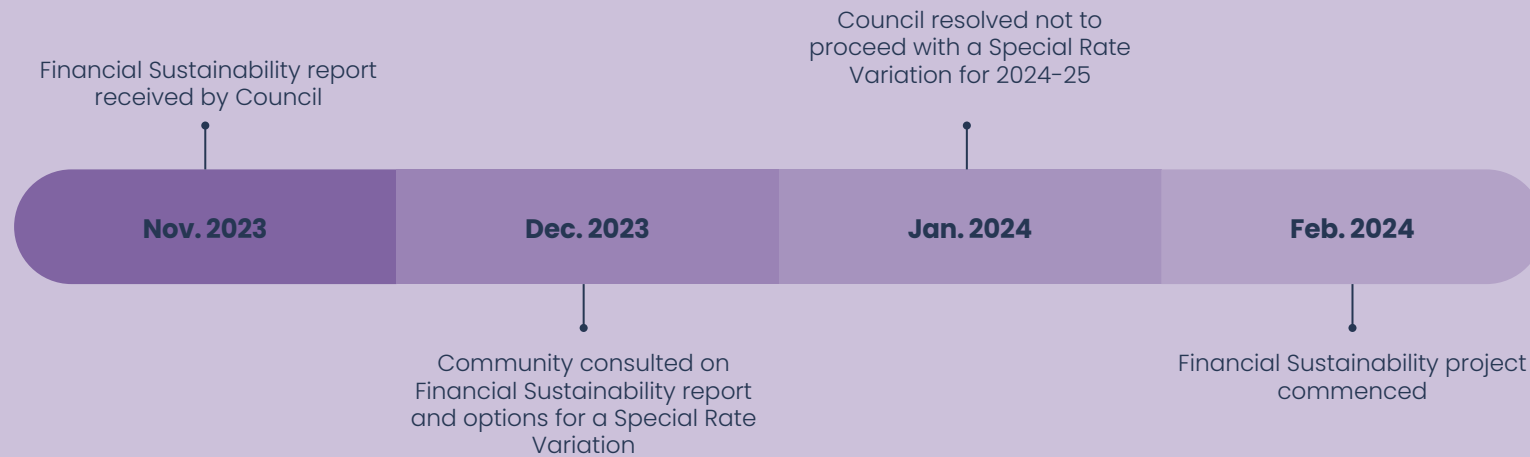 Council resolved not to
proceed with a Special Rate
Variation for 2024-25
Financial Sustainability report
received by Council
Nov. 2023
Dec. 2023
Jan. 2024
Feb. 2024
Community consulted on
Financial Sustainability report
and options for a Special Rate
Variation
Financial Sustainability project
commenced